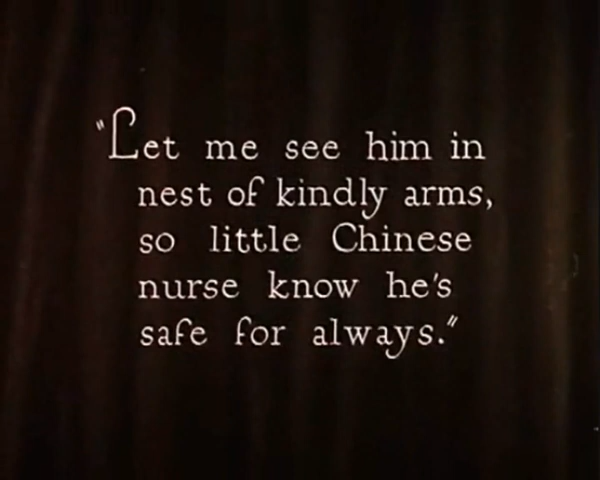 "Let me see him in
nest of kindly arms,
so little Chinese
nurse know he's
safe for always."